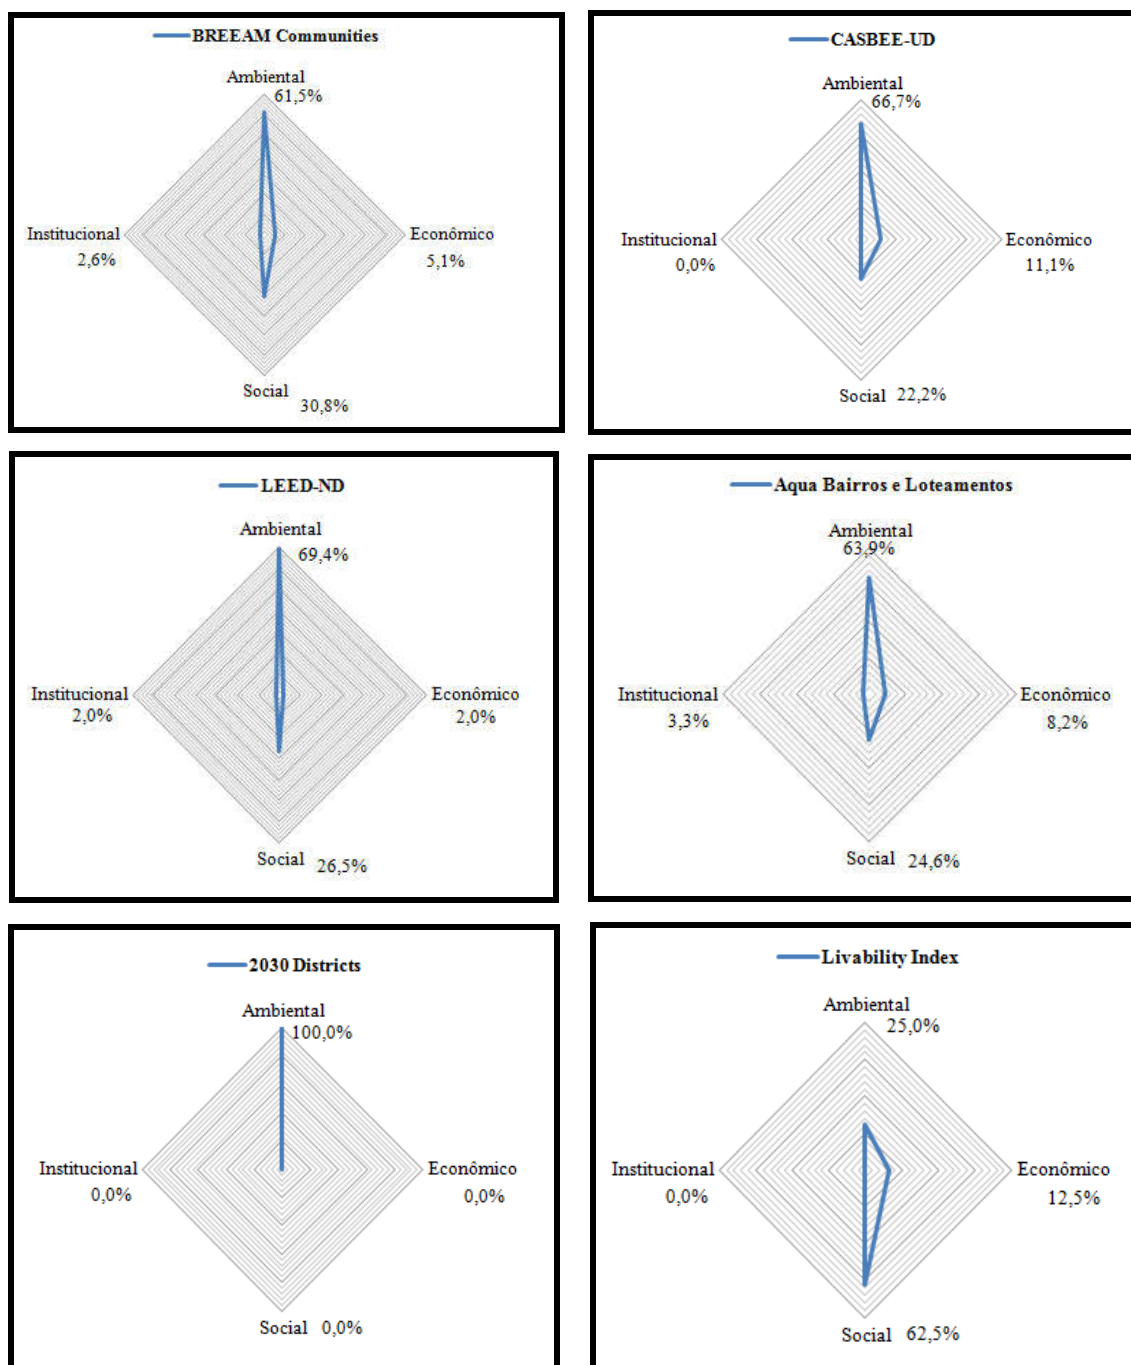 BREEAM Communities
Ambiental
61,5%
Institucional
2,6%
Econômico
5,1%
Social
30,8%
CASBEE-UD
Ambiental
66,7%
Institucional
0,0%
Econômico
11,1%
Social 22,2%
LEED-ND
Ambiental
69,4%
Institucional
2,0%
Econômico
2,0%
Social 26,5%
Aqua Bairros e Loteamentos
Ambiental
63,9%
Institucional
3,3%
Econômico
8,2%
Social 24,6%
2030 Districts
Ambiental
100,0%
Institucional
0,0%
Econômico
0,0%
Social 0,0%
Livability Index
Ambiental
25,0%
Institucional
0,0%
Econômico
12,5%
Social 62,5%